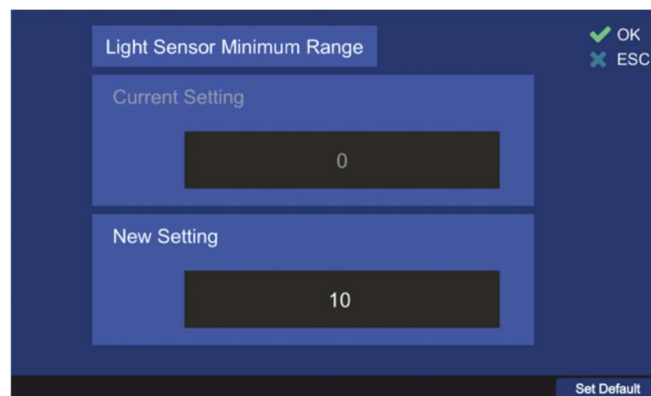 Light Sensor Minimum Range
OK
ESC
Current Setting
0
New Setting
10
Set Default